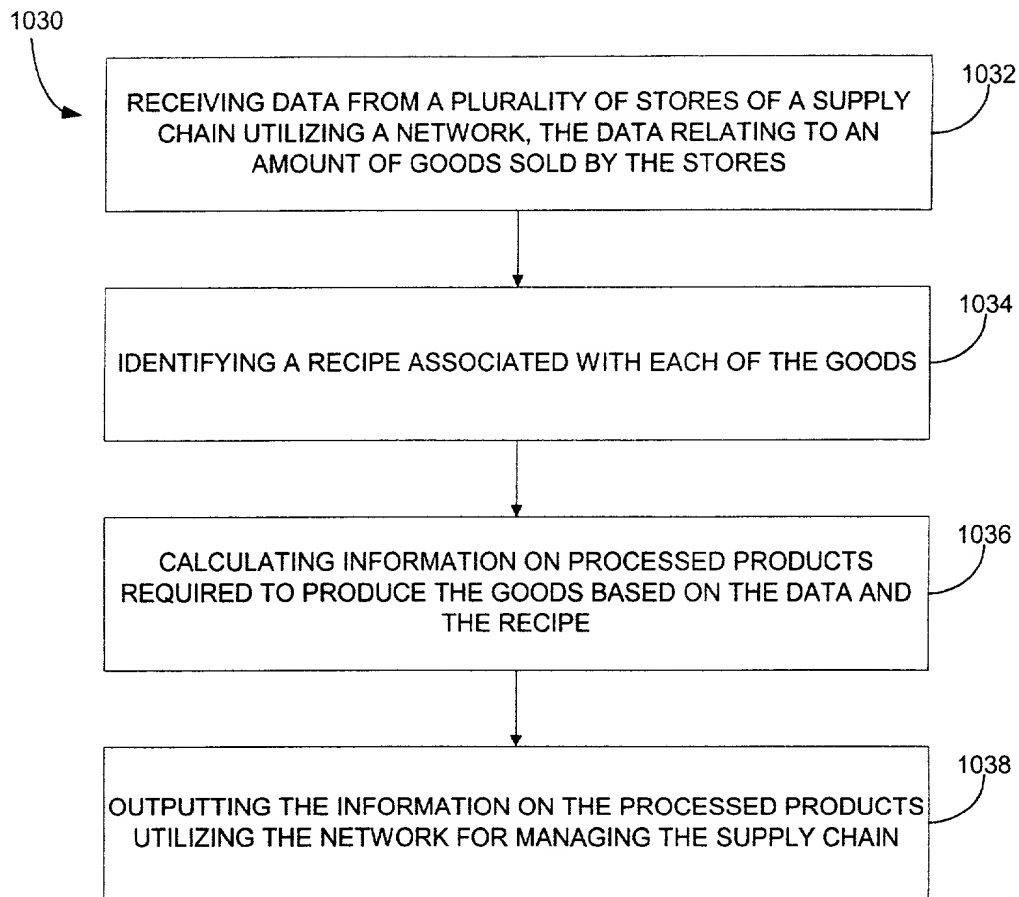 1030
1032
RECEIVING DATA FROM A PLURALITY OF STORES OF A SUPPLY
CHAIN UTILIZING A NETWORK, THE DATA RELATING TO AN
AMOUNT OF GOODS SOLD BY THE STORES
1034
IDENTIFYING A RECIPE ASSOCIATED WITH EACH OF THE GOODS
1036
CALCULATING INFORMATION ON PROCESSED PRODUCTS
REQUIRED TO PRODUCE THE GOODS BASED ON THE DATA AND
THE RECIPE
1038
OUTPUTTING THE INFORMATION ON THE PROCESSED PRODUCTS
UTILIZING THE NETWORK FOR MANAGING THE SUPPLY CHAIN